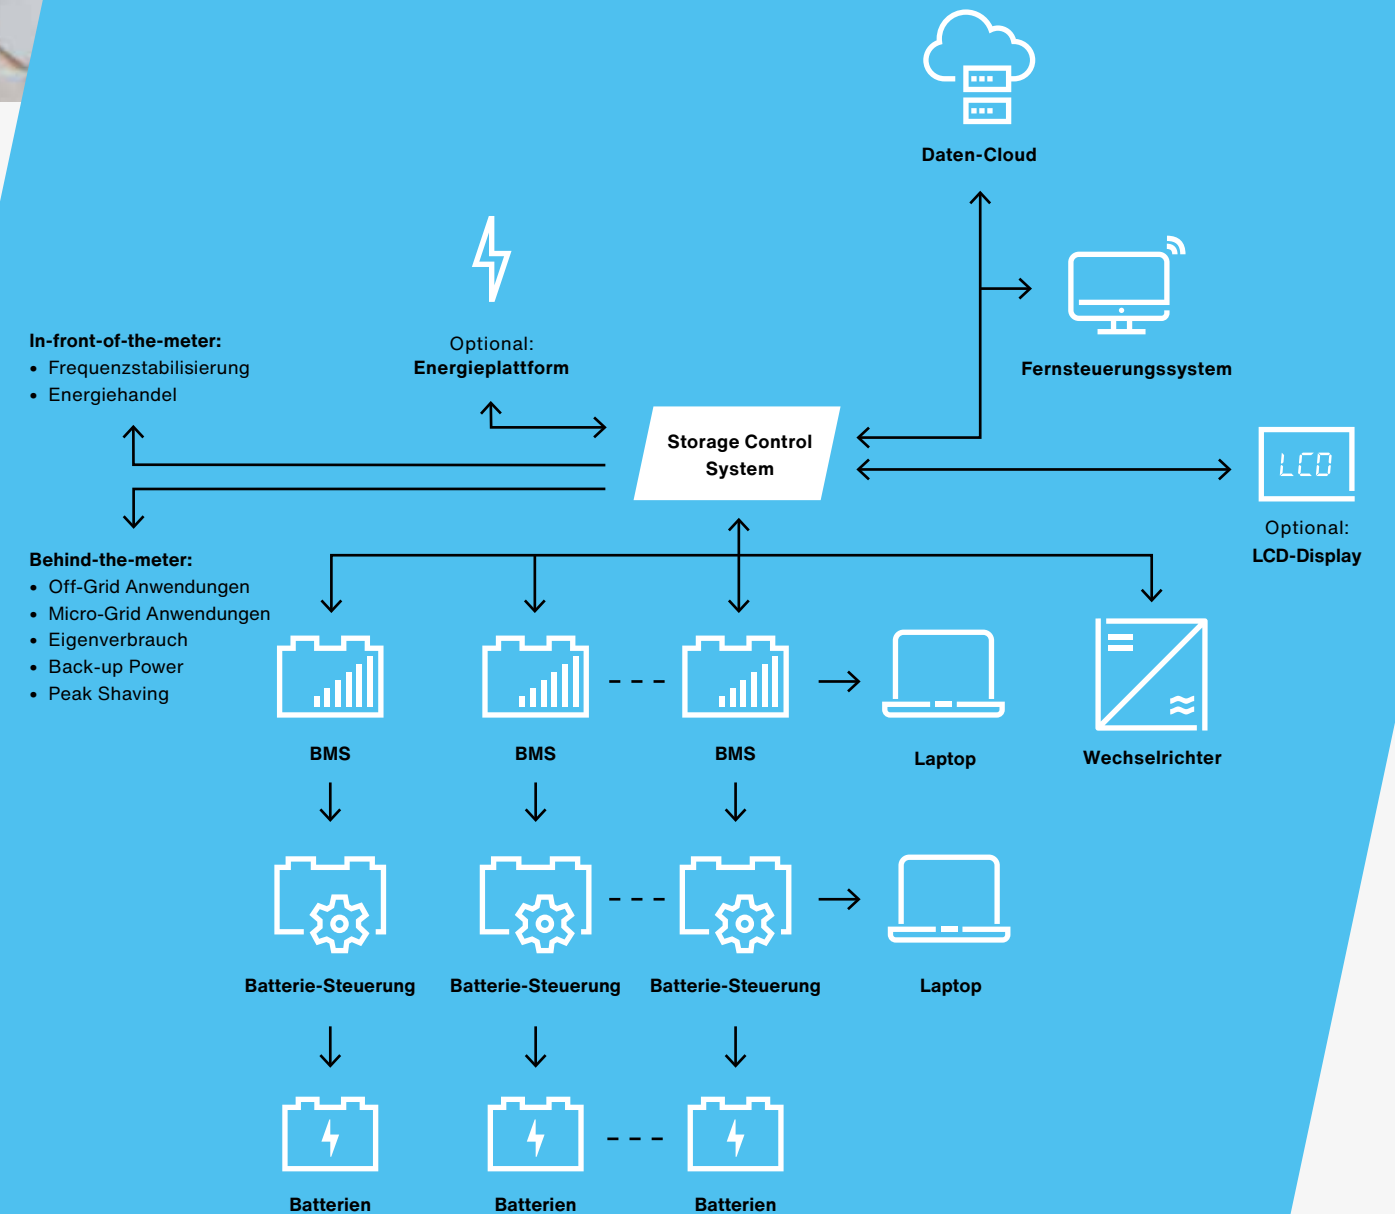 Daten-Cloud
Optional:
Energieplattform
Fernsteuerungssystem
In-front-of-the-meter:
• Frequenzstabilisierung
• Energiehandel
Storage Control
System
LCD
Optional:
LCD-Display
Behind-the-meter:
• Off-Grid Anwendungen
• Micro-Grid Anwendungen
• Eigenverbrauch
• Back-up Power
• Peak Shaving
BMS
BMS
BMS
Laptop
Wechselrichter
Batterie-Steuerung
Batterie-Steuerung
Batterie-Steuerung
Laptop
Batterien
Batterien
Batterien